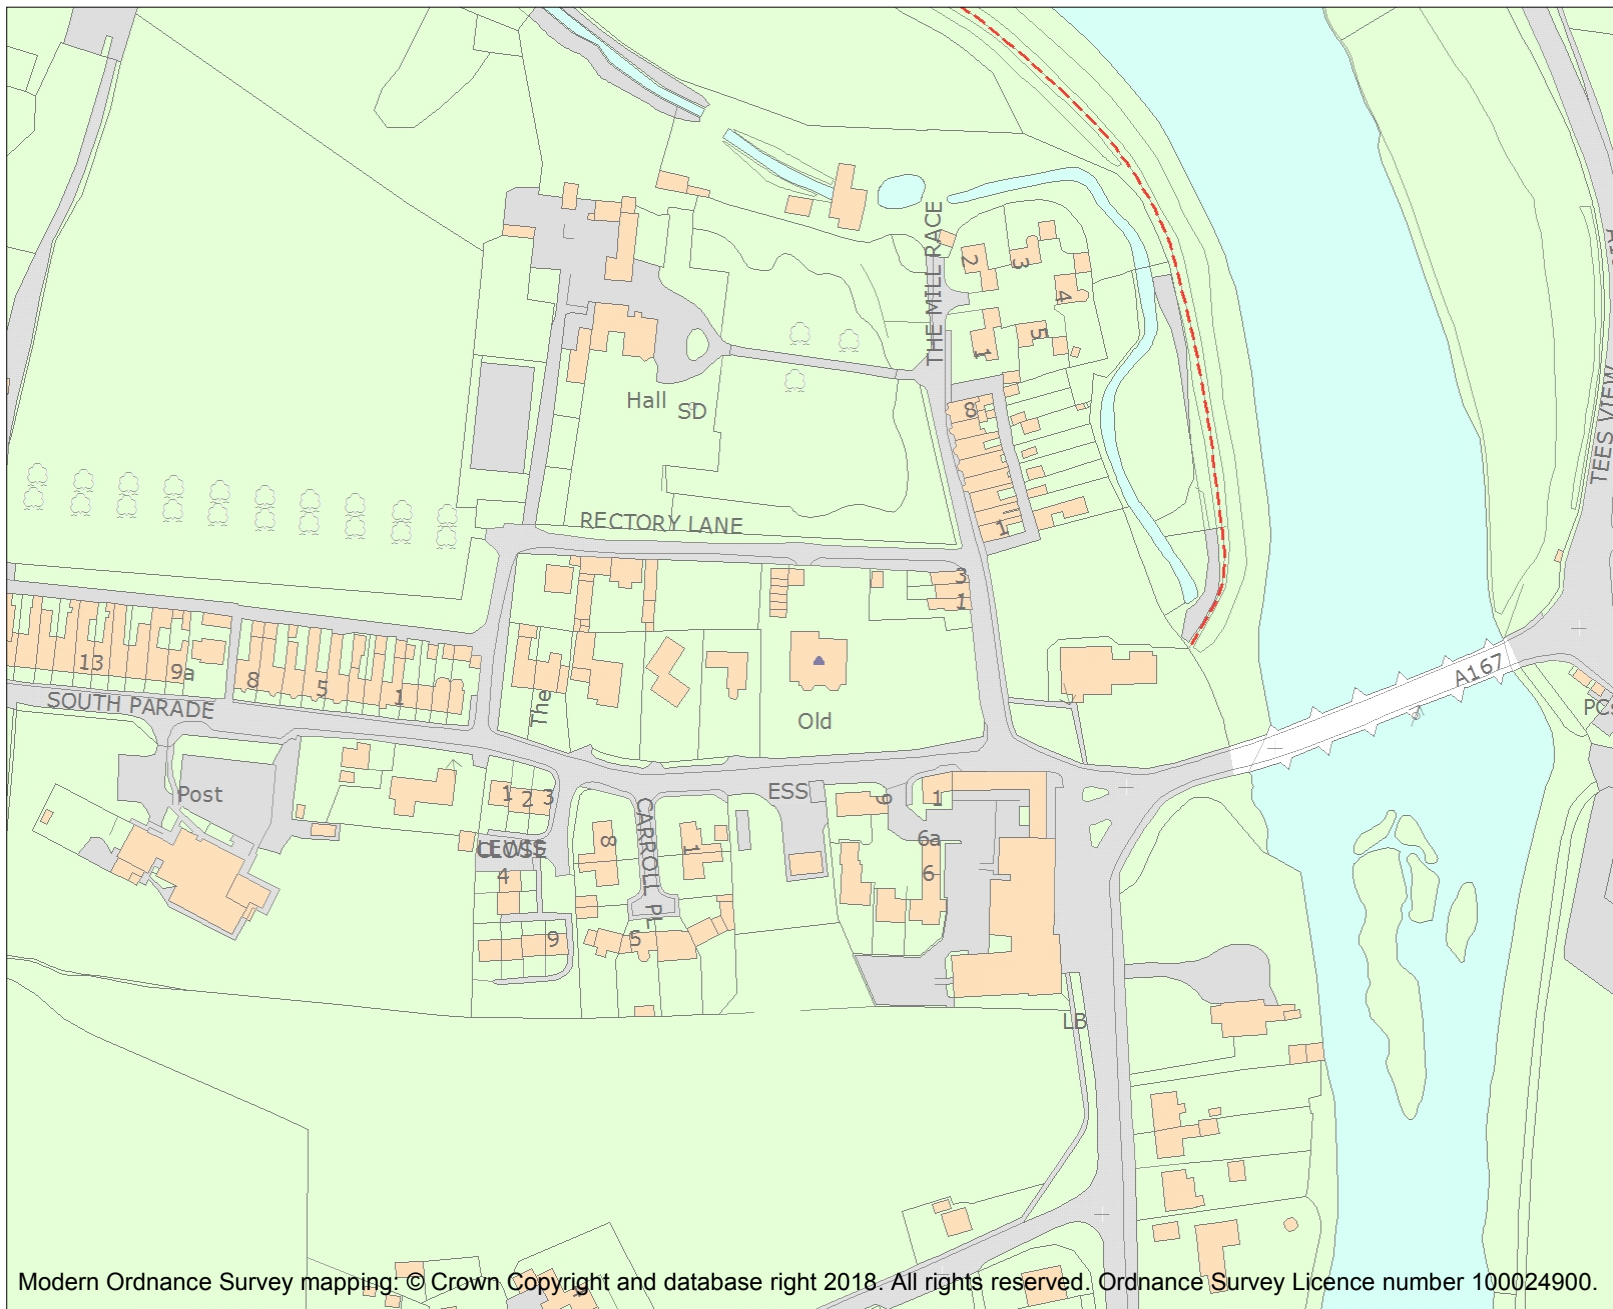 THE MILL RACE
2
3
4
5
1
Hall
SD
8
TEES VIEW
RECTORY LANE
1
3
1
13
9a
8
5
1
SOUTH PARADE
The
Old
A167
PCs
Post
1
2
3
ESS
9
1
CARROLL PL
8
1
6a
LEWIS
CLOSE
4
6
9
5
LB
Modern Ordnance Survey mapping: © Crown Copyright and database right 2018. All rights reserved. Ordnance Survey Licence number 100024900.